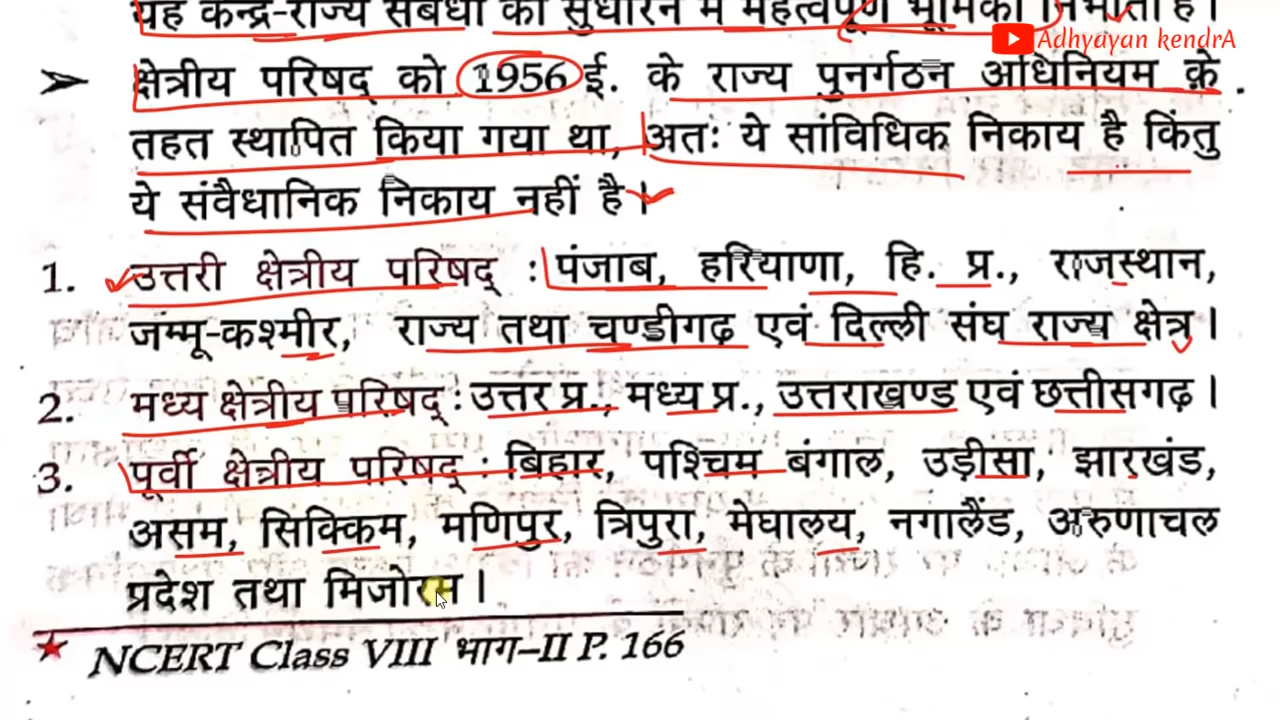 यह केन्द्र-राज्य संबंधों को सुधारने में महत्वपूर्ण भूमिका निभाता है।
Adhyayan kendrA
➢ क्षेत्रीय परिषद् को 1956 ई. के राज्य पुनर्गठन अधिनियम के
तहत स्थापित किया गया था, अतः ये सांविधिक निकाय है किंतु
ये संवैधानिक निकाय नहीं है।
1. उत्तरी क्षेत्रीय परिषद् : पंजाब, हरियाणा, हि. प्र., राजस्थान,
जम्मू-कश्मीर, राज्य तथा चण्डीगढ़ एवं दिल्ली संघ राज्य क्षेत्र।
2. मध्य क्षेत्रीय परिषद् : उत्तर प्र., मध्य प्र., उत्तराखण्ड एवं छत्तीसगढ़।
3. पूर्वी क्षेत्रीय परिषद् : बिहार, पश्चिम बंगाल, उड़ीसा, झारखंड,
असम, सिक्किम, मणिपुर, त्रिपुरा, मेघालय, नगालैंड, अरुणाचल
प्रदेश तथा मिजोरम।
★ NCERT Class VIII भाग-II P. 166